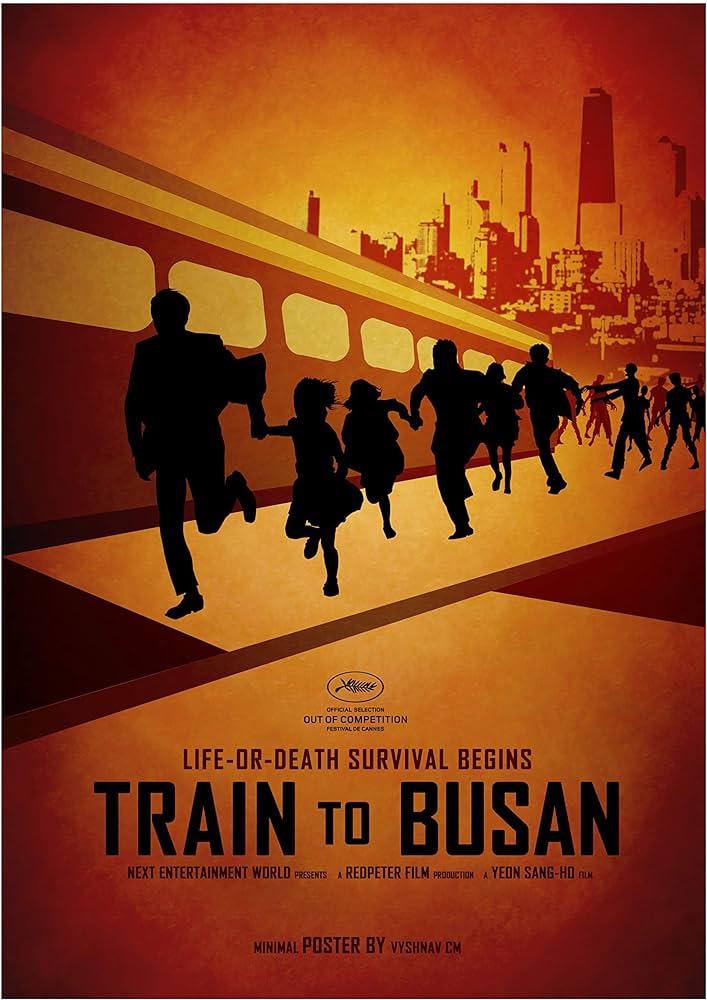 OFFICIAL SELECTION
OUT OF COMPETITION
FESTIVAL DE CANNES
LIFE-OR-DEATH SURVIVAL BEGINS
TRAIN TO BUSAN
NEXT ENTERTAINMENT WORLD PRESENTS A REDPETER FILM PRODUCTION A YEON SANG-HO FILM
MINIMAL POSTER BY VYSHNAV CM